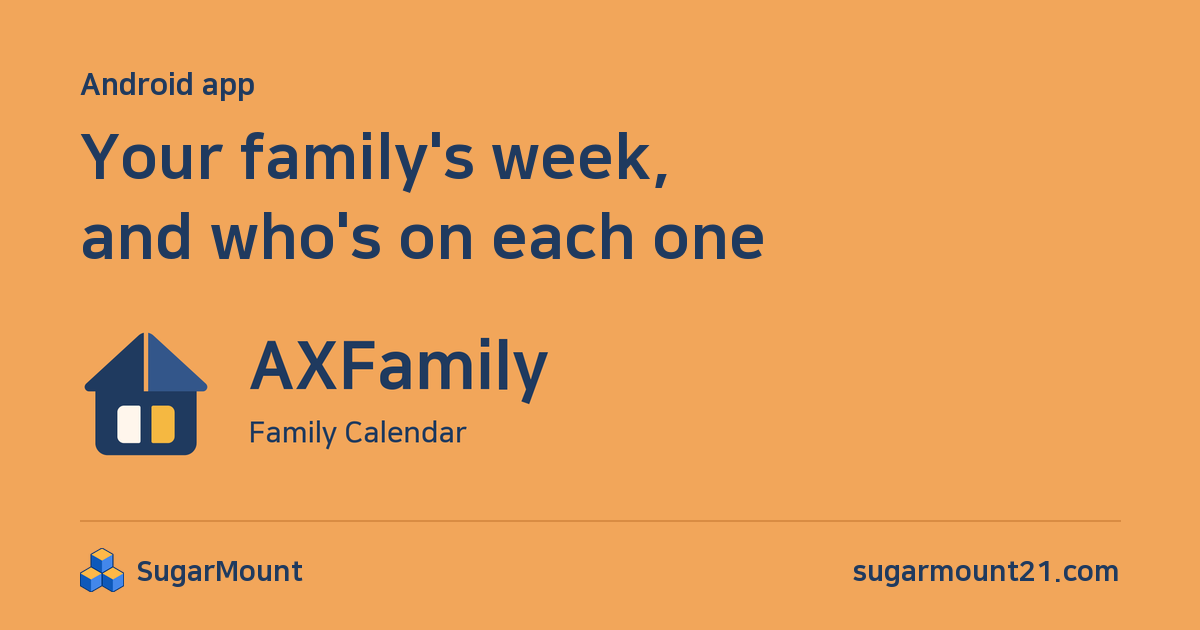 Android app
Your family's week,
and who's on each one
AXFamily
Family Calendar
SugarMount
sugarmount21.com